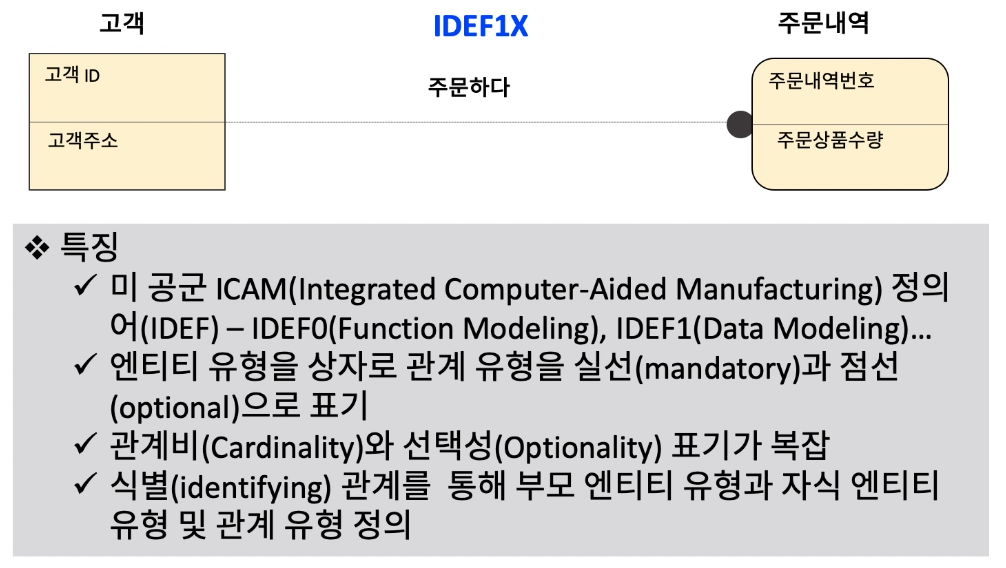 고객
IDEF1X
주문내역
고객 ID
주문하다
주문내역번호
고객주소
주문상품수량
❖ 특징
✓ 미 공군 ICAM(Integrated Computer-Aided Manufacturing) 정의
어(IDEF) – IDEF0(Function Modeling), IDEF1(Data Modeling)…
✓ 엔티티 유형을 상자로 관계 유형을 실선(mandatory)과 점선
(optional)으로 표기
✓ 관계비(Cardinality)와 선택성(Optionality) 표기가 복잡
✓ 식별(identifying) 관계를 통해 부모 엔티티 유형과 자식 엔티티
유형 및 관계 유형 정의